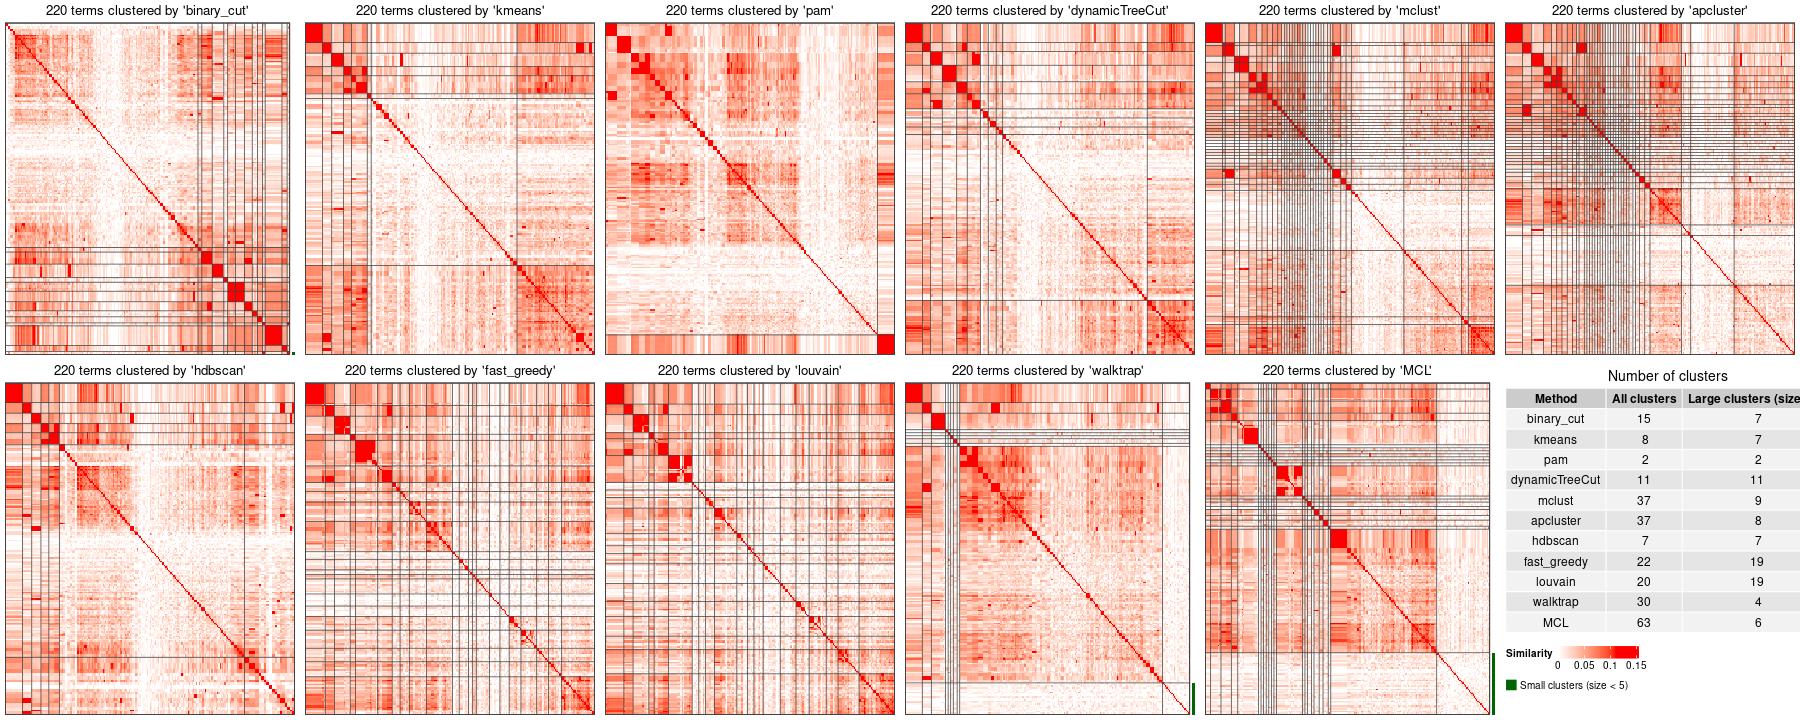 220 terms clustered by 'binary_cut'
220 terms clustered by 'kmeans'
220 terms clustered by 'pam'
220 terms clustered by 'dynamicTreeCut'
220 terms clustered by 'mclust'
220 terms clustered by 'apcluster'
220 terms clustered by 'hdbscan'
220 terms clustered by 'fast_greedy'
220 terms clustered by 'louvain'
220 terms clustered by 'walktrap'
220 terms clustered by 'MCL'
Number of clusters
Method All clusters Large clusters (size
binary_cut 15 7
kmeans 8 7
pam 2 2
dynamicTreeCut 11 11
mclust 37 9
apcluster 37 8
hdbscan 7 7
fast_greedy 22 19
louvain 20 19
walktrap 30 4
MCL 63 6
Similarity
0 0.05 0.1 0.15
Small clusters (size < 5)